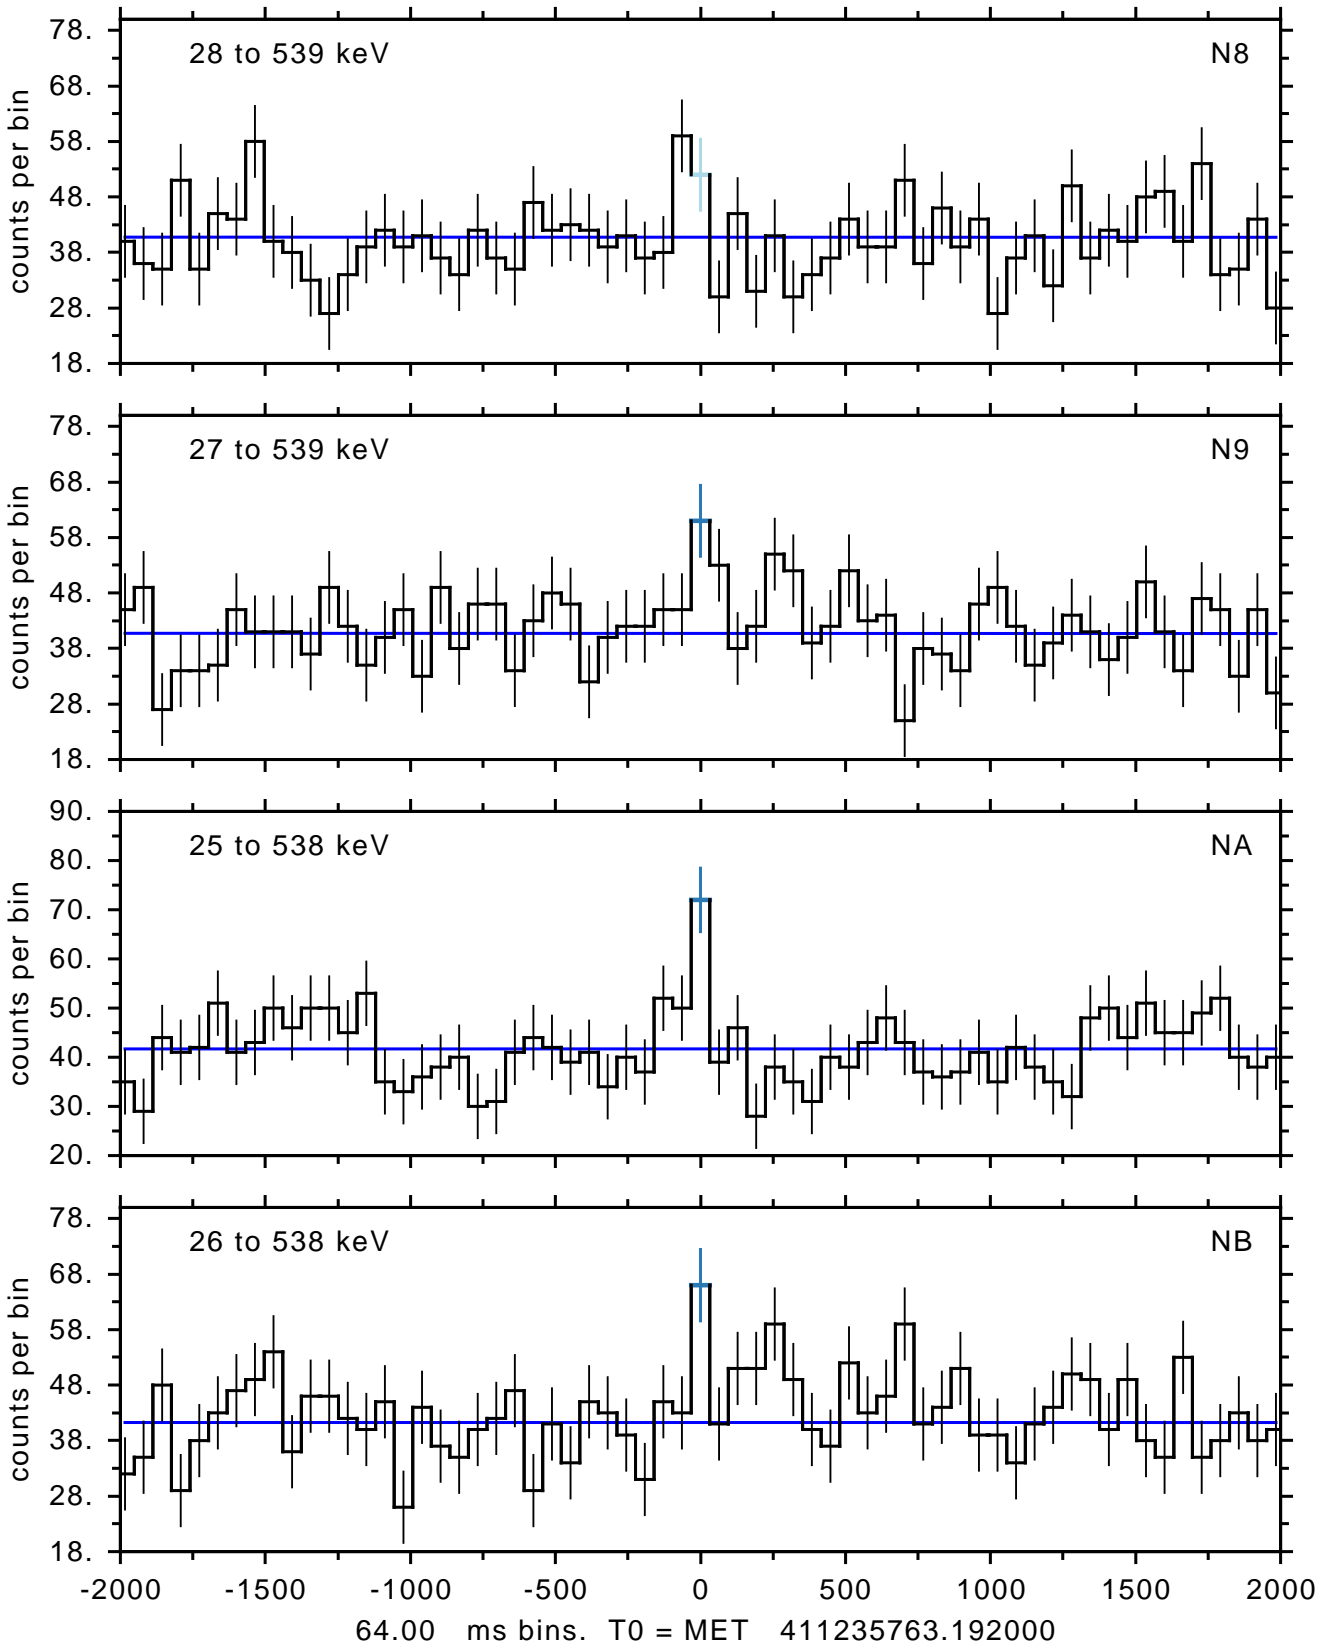 28 to 539 keV N8
78.
68.
58.
48.
38.
28.
18.
counts per bin
27 to 539 keV N9
78.
68.
58.
48.
38.
28.
18.
counts per bin
25 to 538 keV NA
90.
80.
70.
60.
50.
40.
30.
20.
counts per bin
26 to 538 keV NB
78.
68.
58.
48.
38.
28.
18.
counts per bin
-2000 -1500 -1000 -500 0 500 1000 1500 2000
64.00 ms bins. T0 = MET 411235763.192000